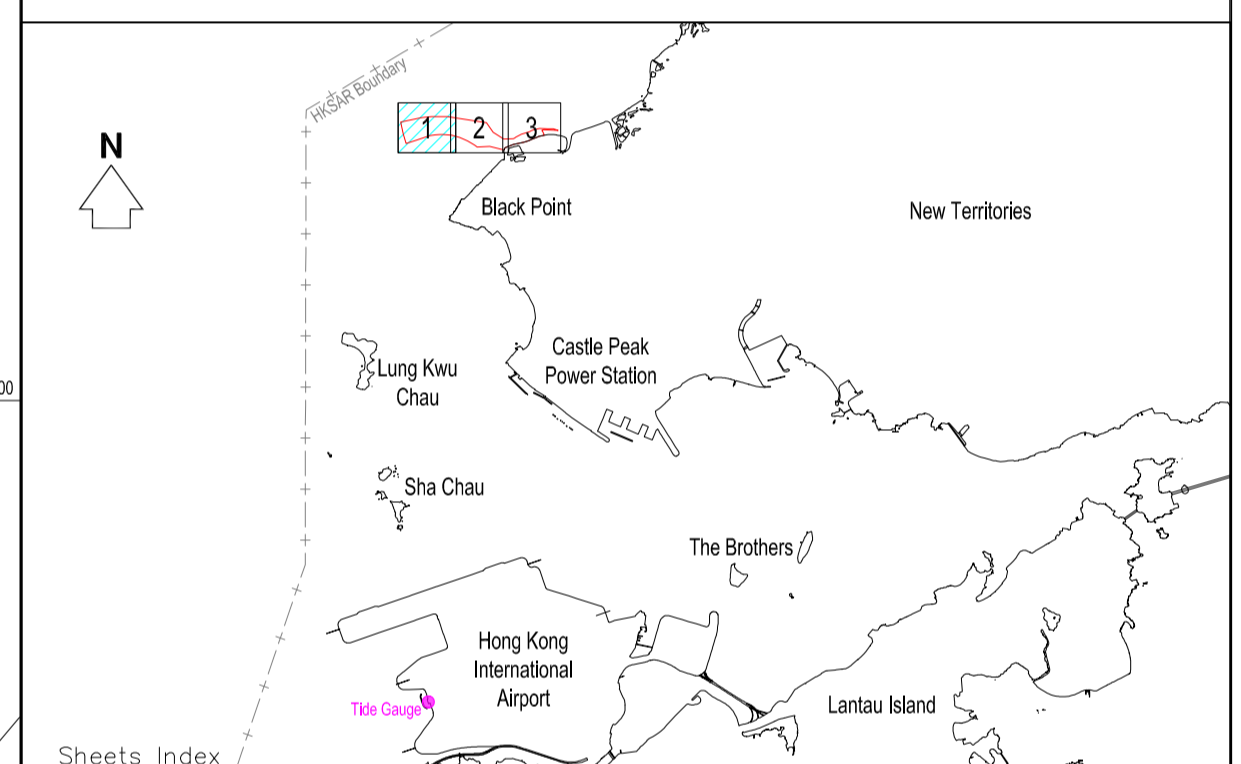 HKSAR Boundary
1 2 3
N
Black Point
New Territories
Castle Peak
Power Station
Lung Kwu
Chau
00
Sha Chau
The Brothers
Hong Kong
International
Airport
Tide Gauge
Lantau Island
Sheets Index